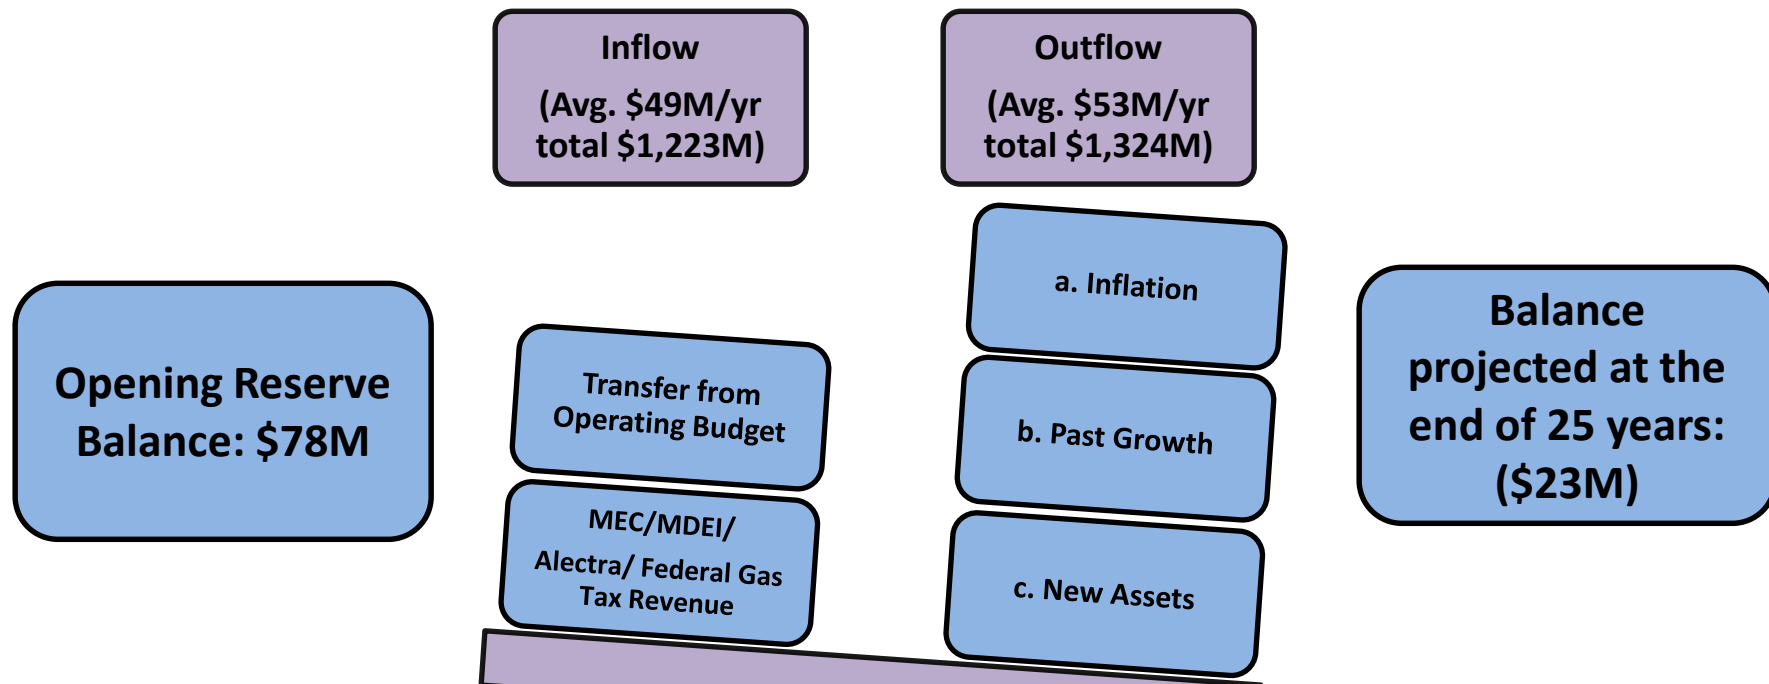 Inflow
(Avg. $49M/yr
total $1,223M)
Outflow
(Avg. $53M/yr
total $1,324M)
Opening Reserve
Balance: $78M
Transfer from
Operating Budget
MEC/MDEI/
Alectra/ Federal Gas
Tax Revenue
a. Inflation
b. Past Growth
c. New Assets
Balance
projected at the
end of 25 years:
($23M)